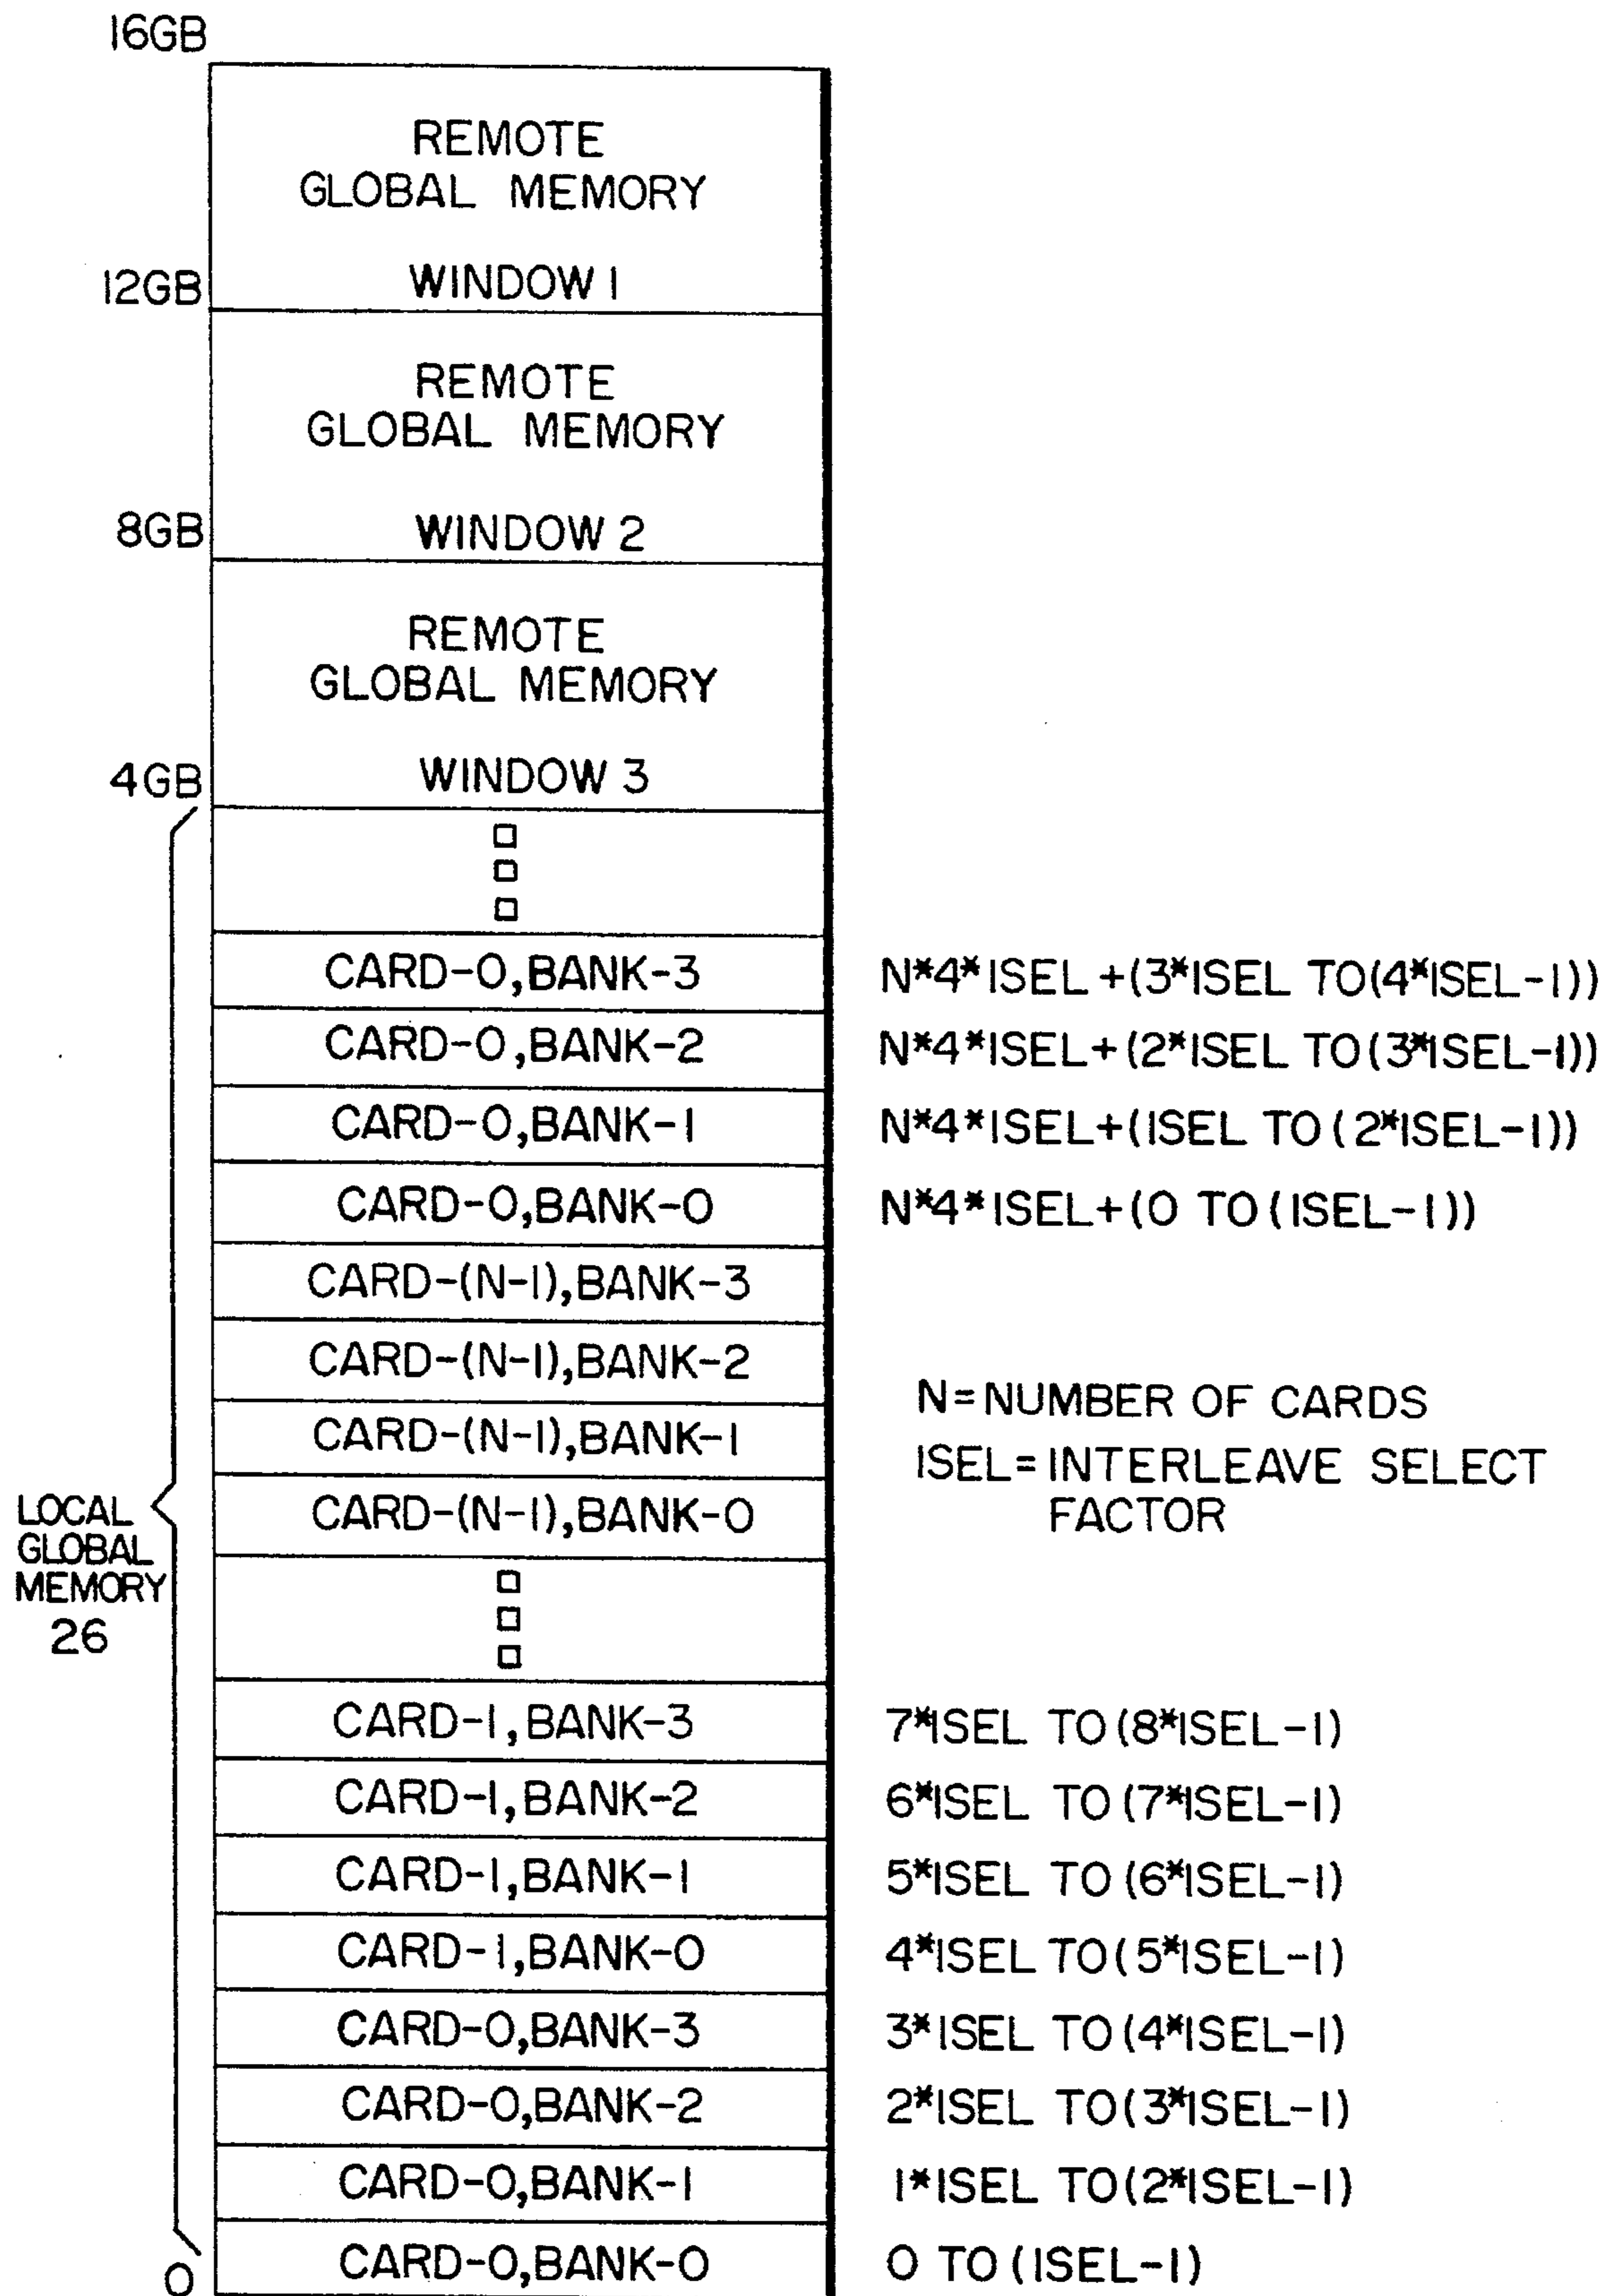 16GB
REMOTE
GLOBAL MEMORY
WINDOW 1
12GB
REMOTE
GLOBAL MEMORY
WINDOW 2
8GB
REMOTE
GLOBAL MEMORY
WINDOW 3
4GB
CARD-0,BANK-3 N*4*ISEL+(3*ISEL TO(4*ISEL-1))
CARD-0,BANK-2 N*4*ISEL+(2*ISEL TO(3*ISEL-1))
CARD-0,BANK-1 N*4*ISEL+(ISEL TO(2*ISEL-1))
CARD-0,BANK-0 N*4*ISEL+(0 TO(ISEL-1))
CARD-(N-1),BANK-3
CARD-(N-1),BANK-2
CARD-(N-1),BANK-1
CARD-(N-1),BANK-0
N=NUMBER OF CARDS
ISEL=INTERLEAVE SELECT
FACTOR
LOCAL
GLOBAL
MEMORY
26
CARD-1,BANK-3 7*ISEL TO(8*ISEL-1)
CARD-1,BANK-2 6*ISEL TO(7*ISEL-1)
CARD-1,BANK-1 5*ISEL TO(6*ISEL-1)
CARD-1,BANK-0 4*ISEL TO(5*ISEL-1)
CARD-0,BANK-3 3*ISEL TO(4*ISEL-1)
CARD-0,BANK-2 2*ISEL TO(3*ISEL-1)
CARD-0,BANK-1 1*ISEL TO(2*ISEL-1)
CARD-0,BANK-0 0 TO(ISEL-1)
0